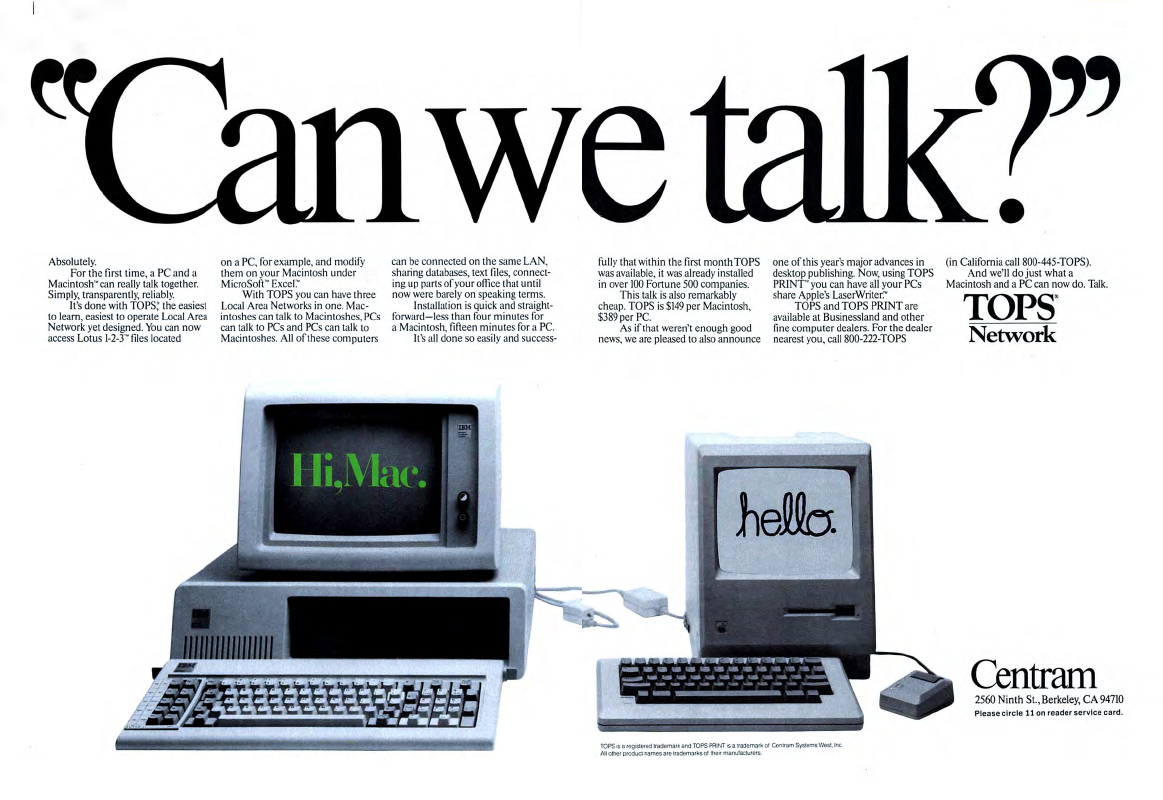 “Can we talk?”
Absolutely.
For the first time, a PC and a
Macintosh™ can really talk together.
Simply, transparently, reliably.
It's done with TOPS,® the easiest
to learn, easiest to operate Local Area
Network yet designed. You can now
access Lotus 1-2-3™ files located
on a PC, for example, and modify
them on your Macintosh under
MicroSoft™ Excel.™
With TOPS you can have three
Local Area Networks in one. Mac-
intoshes can talk to Macintoshes, PCs
can talk to PCs and PCs can talk to
Macintoshes. All of these computers
can be connected on the same LAN,
sharing databases, text files, connect-
ing up parts of your office that until
now were barely on speaking terms.
Installation is quick and straight-
forward—less than four minutes for
a Macintosh, fifteen minutes for a PC.
It's all done so easily and success-
fully that within the first month TOPS
was available, it was already installed
in over 100 Fortune 500 companies.
This talk is also remarkably
cheap. TOPS is $149 per Macintosh,
$389 per PC.
As if that weren't enough good
news, we are pleased to also announce
one of this year's major advances in
desktop publishing. Now, using TOPS
PRINT™ you can have all your PCs
share Apple's LaserWriter.™
TOPS and TOPS PRINT are
available at Businessland and other
fine computer dealers. For the dealer
nearest you, call 800-222-TOPS
(in California call 800-445-TOPS).
And we'll do just what a
Macintosh and a PC can now do. Talk.
TOPS®
Network
IBM
Hi, Mac.
hello.
IBM
IBM
Centram
2560 Ninth St., Berkeley, CA 94710
Please circle 11 on reader service card.
TOPS is a registered trademark and TOPS PRINT is a trademark of Centram Systems West, Inc.
All other product names are trademarks of their manufacturers.